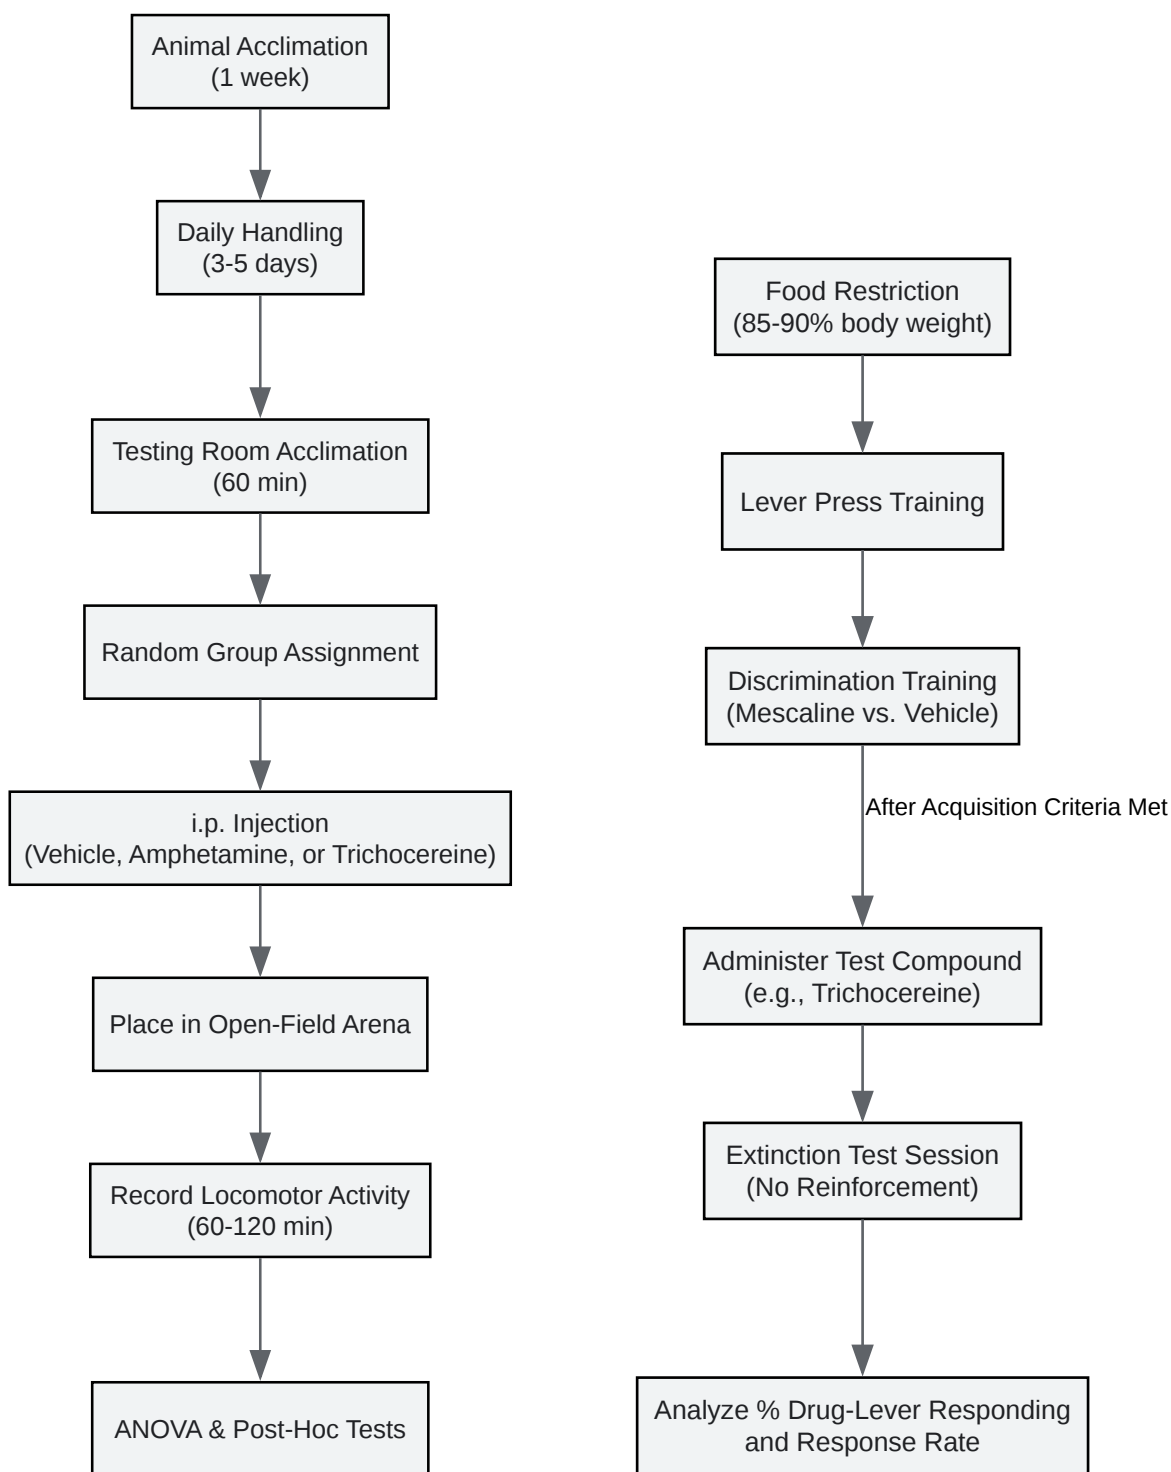 Animal Acclimation
(1 week)
Daily Handling
(3-5 days)
Testing Room Acclimation
(60 min)
Random Group Assignment
i.p. Injection
(Vehicle, Amphetamine, or Trichocereine)
Place in Open-Field Arena
Record Locomotor Activity
(60-120 min)
ANOVA & Post-Hoc Tests
Food Restriction
(85-90% body weight)
Lever Press Training
Discrimination Training
(Mescaline vs. Vehicle)
After Acquisition Criteria Met
Administer Test Compound
(e.g., Trichocereine)
Extinction Test Session
(No Reinforcement)
Analyze % Drug-Lever Responding
and Response Rate